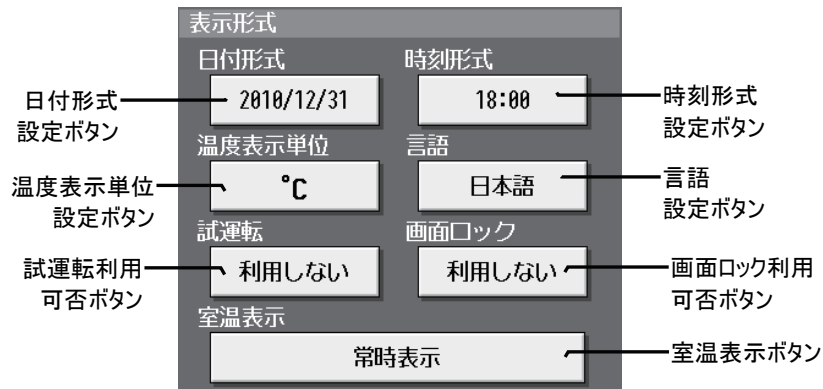 表示形式
日付形式
時刻形式
2010/12/31
18:00
日付形式
設定ボタン
時刻形式
設定ボタン
温度表示単位
言語
℃
日本語
温度表示単位
設定ボタン
言語
設定ボタン
試運転
画面ロック
利用しない
利用しない
試運転利用
可否ボタン
画面ロック利用
可否ボタン
室温表示
常時表示
室温表示ボタン